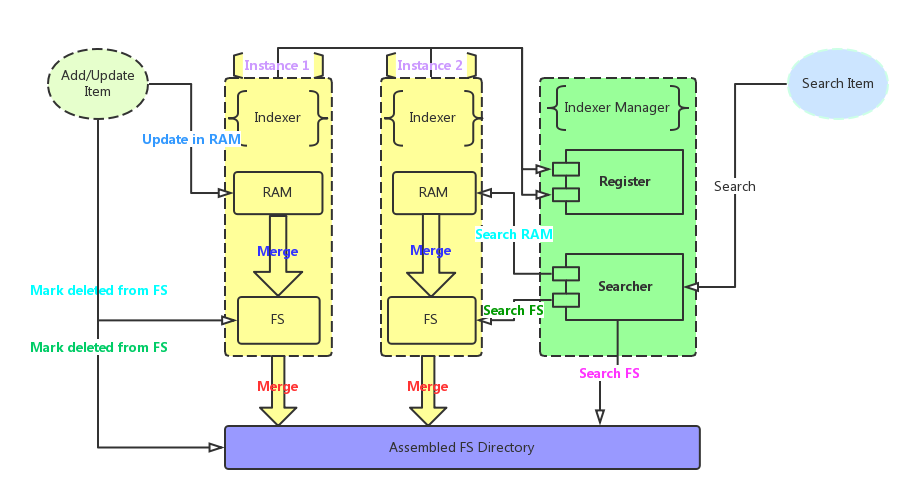 Instance 1
Instance 2
Add/Update
Item
Search Item
Indexer
Indexer
Indexer Manager
Update in RAM
RAM
RAM
Register
Search
Search RAM
Merge
Merge
Mark deleted from FS
Searcher
Search FS
FS
FS
Mark deleted from FS
Search FS
Merge
Merge
Assembled FS Directory